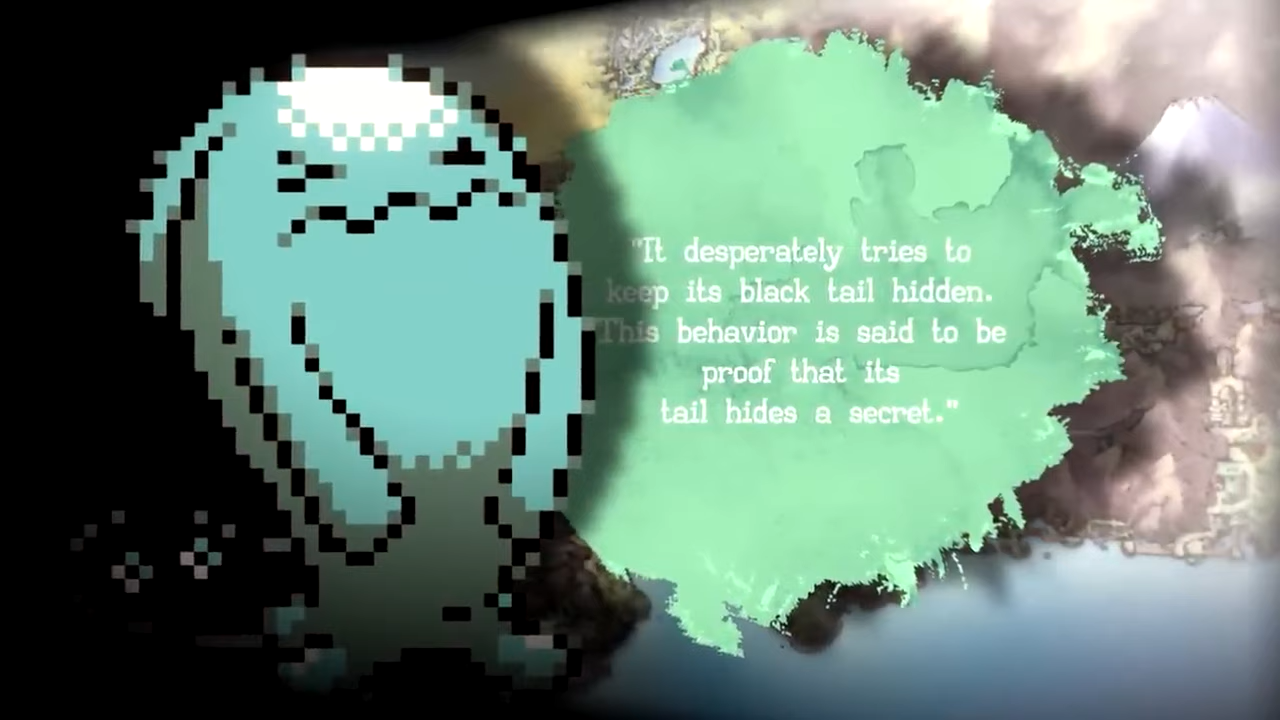 "It desperately tries to
keep its black tail hidden.
This behavior is said to be
proof that its
tail hides a secret."